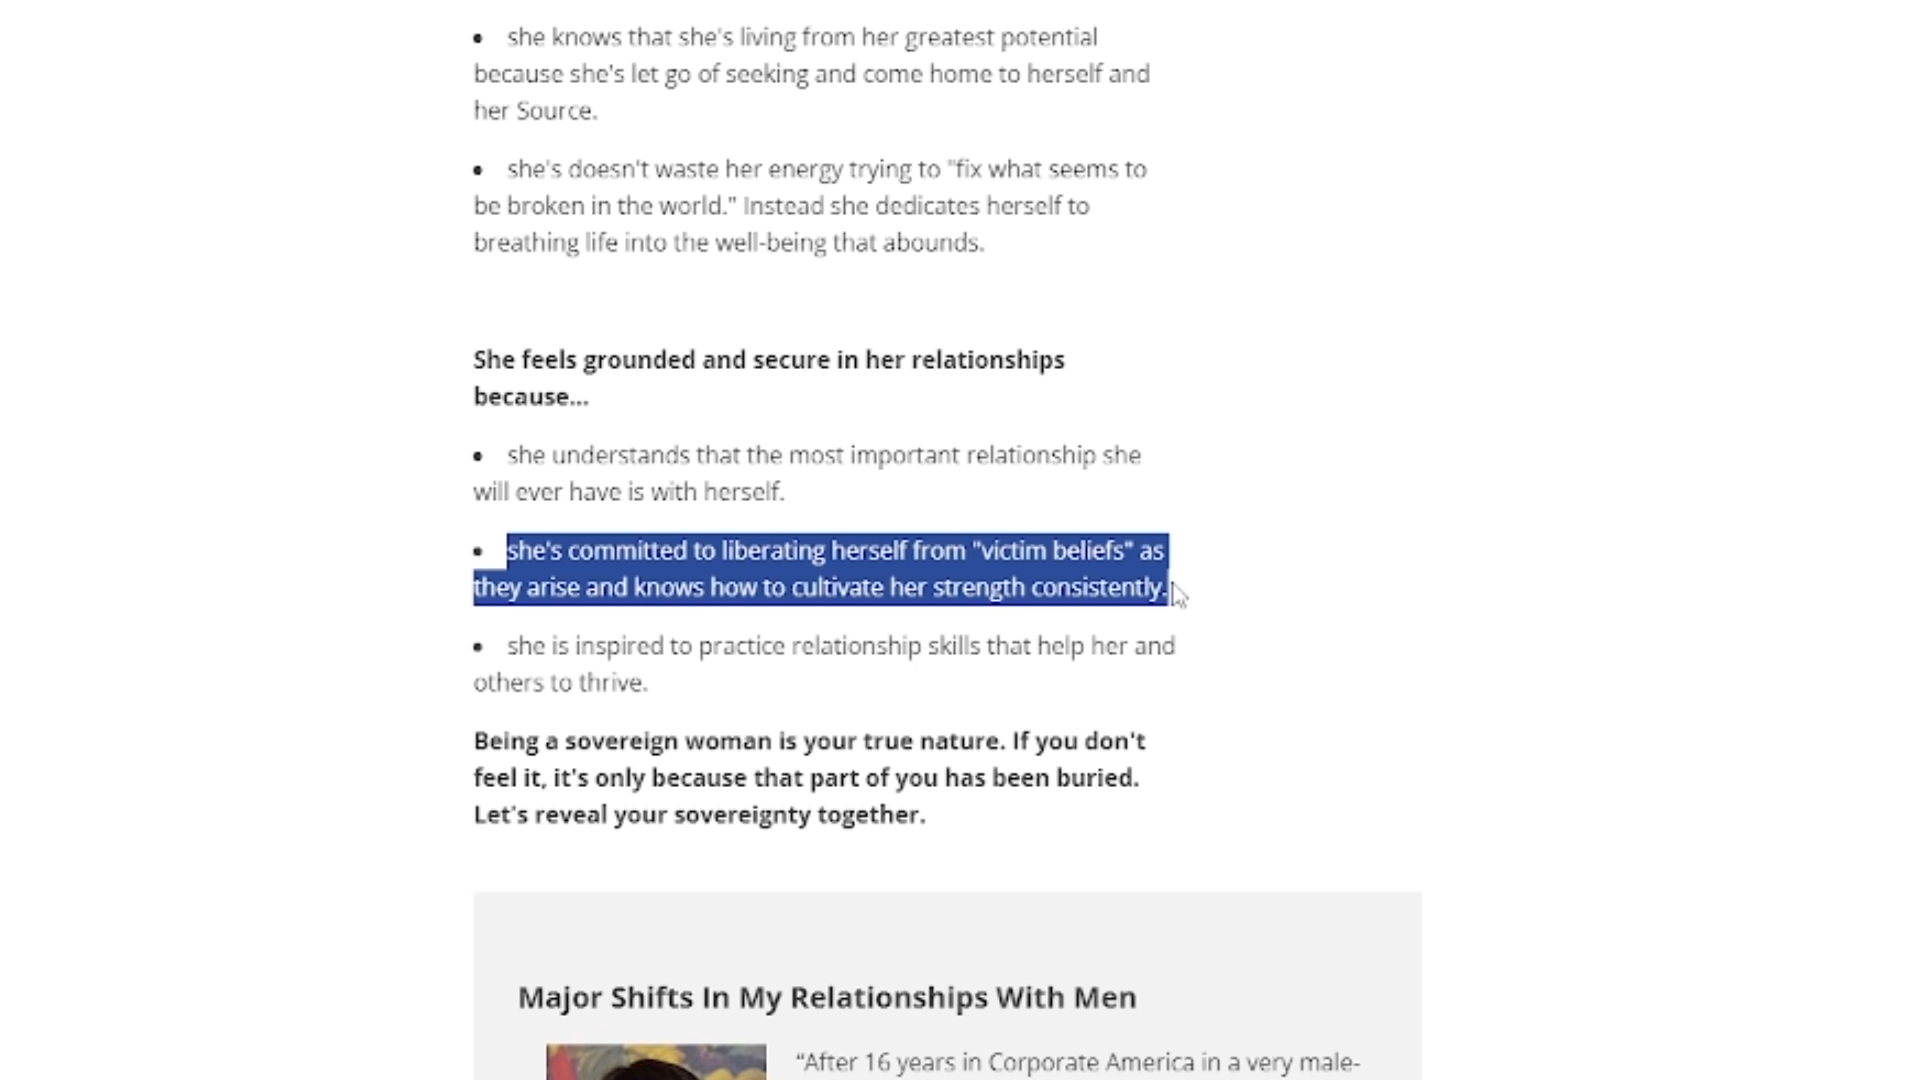 • she knows that she's living from her greatest potential
because she's let go of seeking and come home to herself and
her Source.
• she's doesn't waste her energy trying to "fix what seems to
be broken in the world." Instead she dedicates herself to
breathing life into the well-being that abounds.
She feels grounded and secure in her relationships
because...
• she understands that the most important relationship she
will ever have is with herself.
• she's committed to liberating herself from "victim beliefs" as
they arise and knows how to cultivate her strength consistently.
• she is inspired to practice relationship skills that help her and
others to thrive.
Being a sovereign woman is your true nature. If you don't
feel it, it's only because that part of you has been buried.
Let's reveal your sovereignty together.
Major Shifts In My Relationships With Men
“After 16 years in Corporate America in a very male-